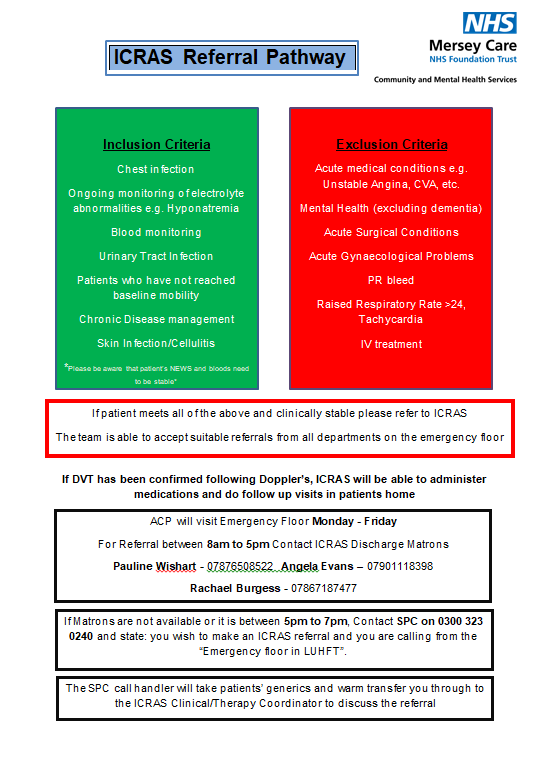 NHS
Mersey Care
NHS Foundation Trust
Community and Mental Health Services
ICRAS Referral Pathway
Inclusion Criteria
Chest infection
Ongoing monitoring of electrolyte
abnormalities e.g. Hyponatremia
Blood monitoring
Urinary Tract Infection
Patients who have not reached
baseline mobility
Chronic Disease management
Skin Infection/Cellulitis
*Please be aware that patient's NEWS and bloods need
to be stable*
Exclusion Criteria
Acute medical conditions e.g.
Unstable Angina, CVA, etc.
Mental Health (excluding dementia)
Acute Surgical Conditions
Acute Gynaecological Problems
PR bleed
Raised Respiratory Rate >24,
Tachycardia
IV treatment
If patient meets all of the above and clinically stable please refer to ICRAS
The team is able to accept suitable referrals from all departments on the emergency floor
If DVT has been confirmed following Doppler's, ICRAS will be able to administer
medications and do follow up visits in patients home
ACP will visit Emergency Floor Monday - Friday
For Referral between 8am to 5pm Contact ICRAS Discharge Matrons
Pauline Wishart - 07876508522 Angela Evans – 07901118398
Rachael Burgess - 07867187477
If Matrons are not available or it is between 5pm to 7pm, Contact SPC on 0300 323
0240 and state: you wish to make an ICRAS referral and you are calling from the
“Emergency floor in LUHFT”.
The SPC call handler will take patients' generics and warm transfer you through to
the ICRAS Clinical/Therapy Coordinator to discuss the referral